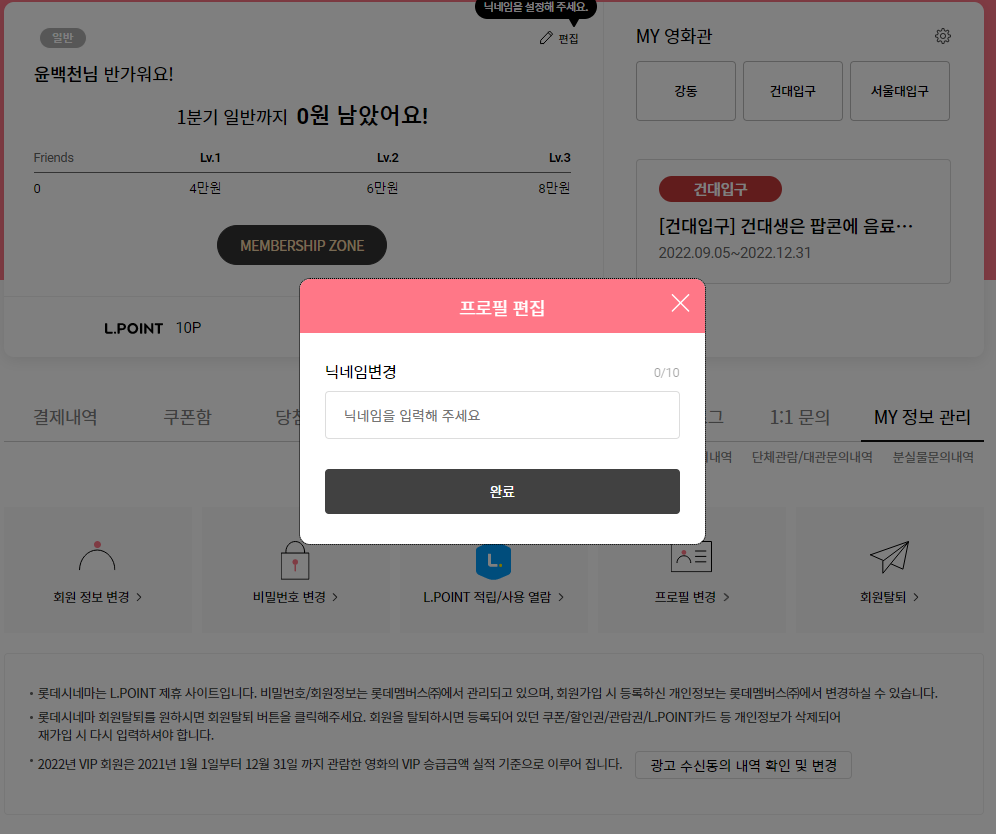 닉네임을 설정해 주세요.
일반
편집
윤백천님 반가워요!
1분기 일반까지 0원 남았어요!
Friends Lv.1 Lv.2 Lv.3
0 4만원 6만원 8만원
MEMBERSHIP ZONE
L.POINT 10P
MY 영화관
강동 건대입구 서울대입구
건대입구
[건대입구] 건대생은 팝콘에 음료…
2022.09.05~2022.12.31
프로필 편집
닉네임변경 0/10
닉네임을 입력해 주세요
완료
결제내역 쿠폰함 1:1 문의 MY 정보 관리
단체관람/대관문의내역 분실물문의내역
회원 정보 변경 >
비밀번호 변경 >
L.
L.POINT 적립/사용 열람 >
프로필 변경 >
회원탈퇴 >
• 롯데시네마는 L.POINT 제휴 사이트입니다. 비밀번호/회원정보는 롯데멤버스㈜에서 관리되고 있으며, 회원가입 시 등록하신 개인정보는 롯데멤버스㈜에서 변경하실 수 있습니다.
• 롯데시네마 회원탈퇴를 원하시면 회원탈퇴 버튼을 클릭해주세요. 회원을 탈퇴하시면 등록되어 있던 쿠폰/할인권/관람권/L.POINT카드 등 개인정보가 삭제되어
재가입 시 다시 입력하셔야 합니다.
• 2022년 VIP 회원은 2021년 1월 1일부터 12월 31일 까지 관람한 영화의 VIP 승급금액 실적 기준으로 이루어 집니다. 광고 수신동의 내역 확인 및 변경